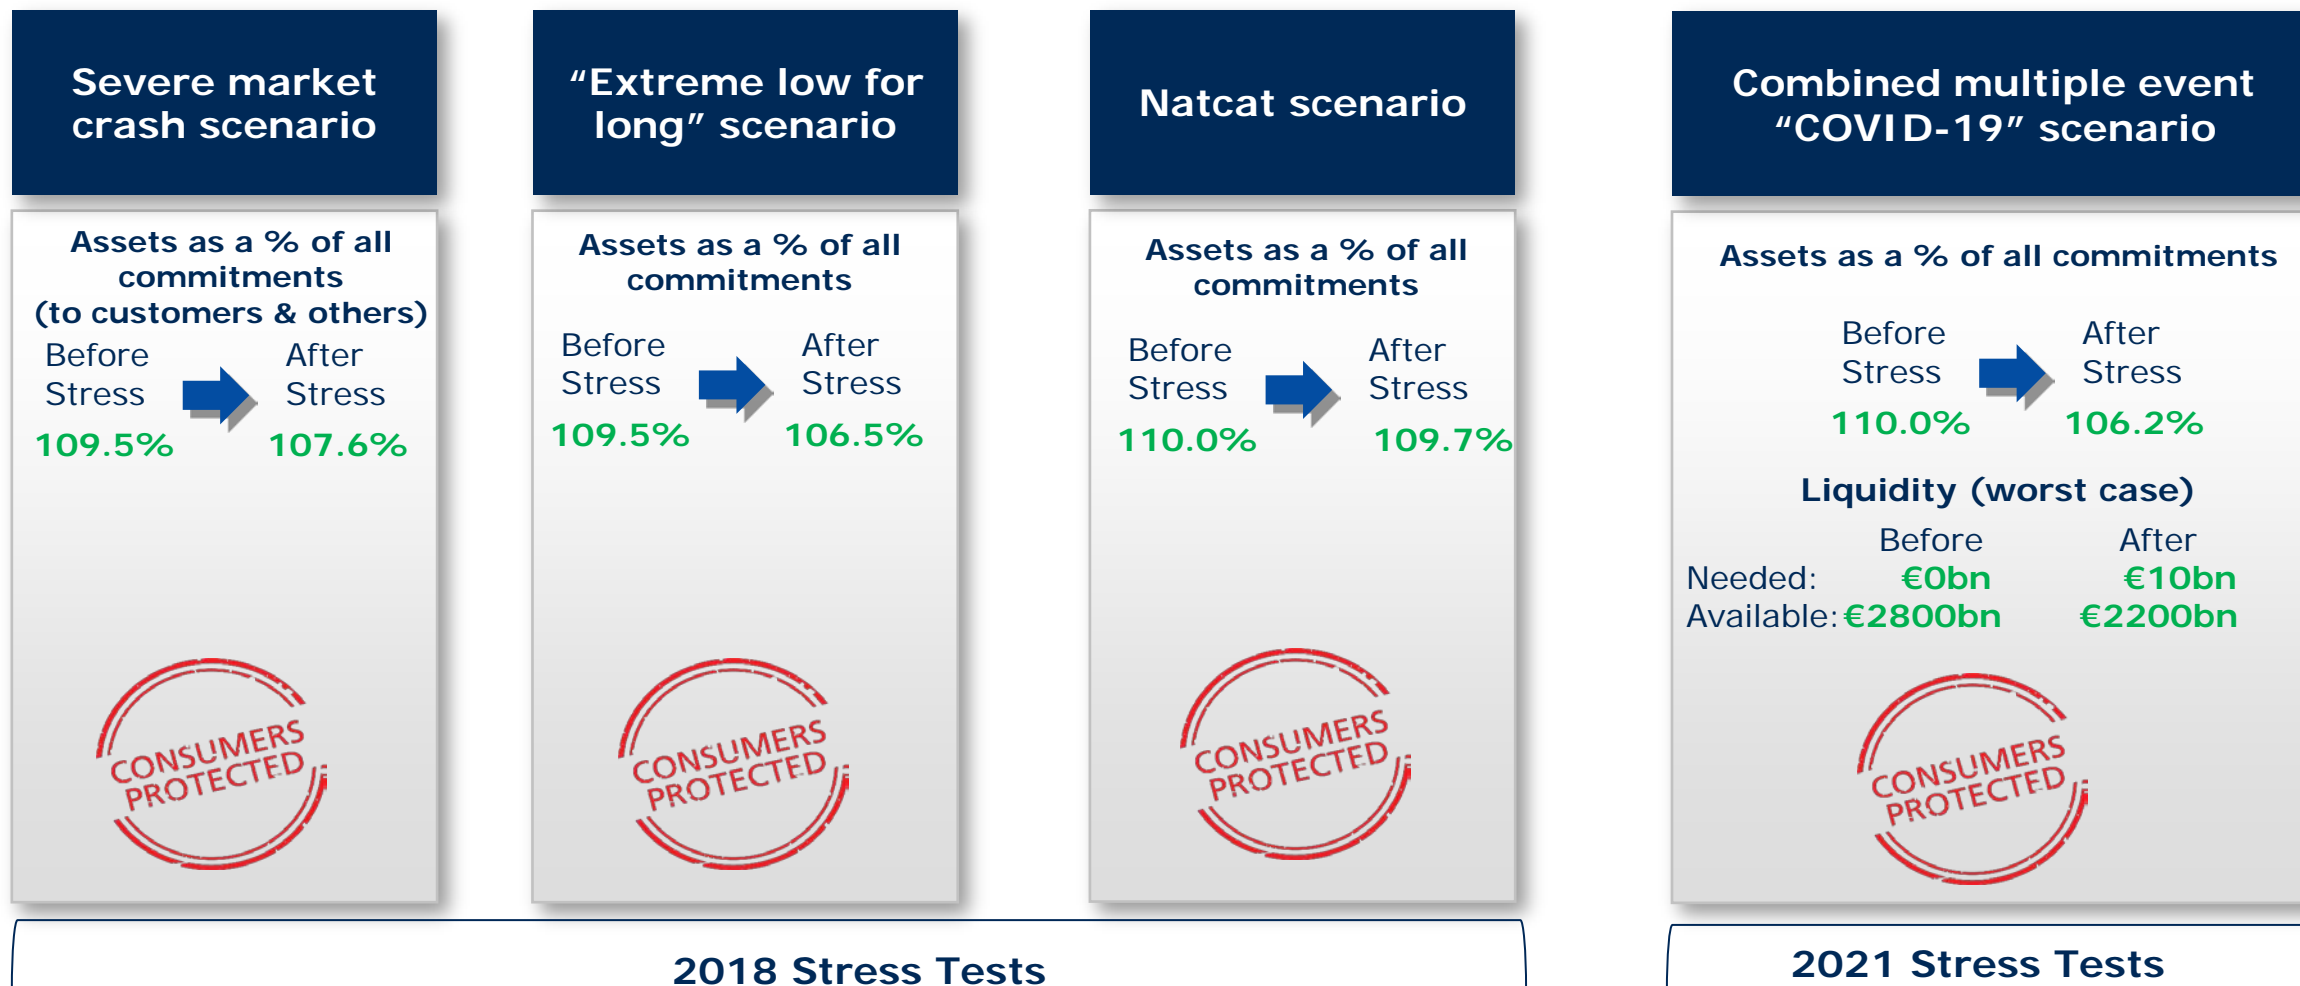 Severe market
crash scenario
Assets as a % of all
commitments
(to customers & others)
Before
Stress
After
Stress
109.5%
107.6%
CONSUMERS
PROTECTED
“Extreme low for
long” scenario
Assets as a % of all
commitments
Before
Stress
After
Stress
109.5%
106.5%
CONSUMERS
PROTECTED
Natcat scenario
Assets as a % of all
commitments
Before
Stress
After
Stress
110.0%
109.7%
CONSUMERS
PROTECTED
2018 Stress Tests
Combined multiple event
“COVID-19” scenario
Assets as a % of all commitments
Before
Stress
After
Stress
110.0%
106.2%
Liquidity (worst case)
Before After
Needed: €0bn €10bn
Available: €2800bn €2200bn
CONSUMERS
PROTECTED
2021 Stress Tests